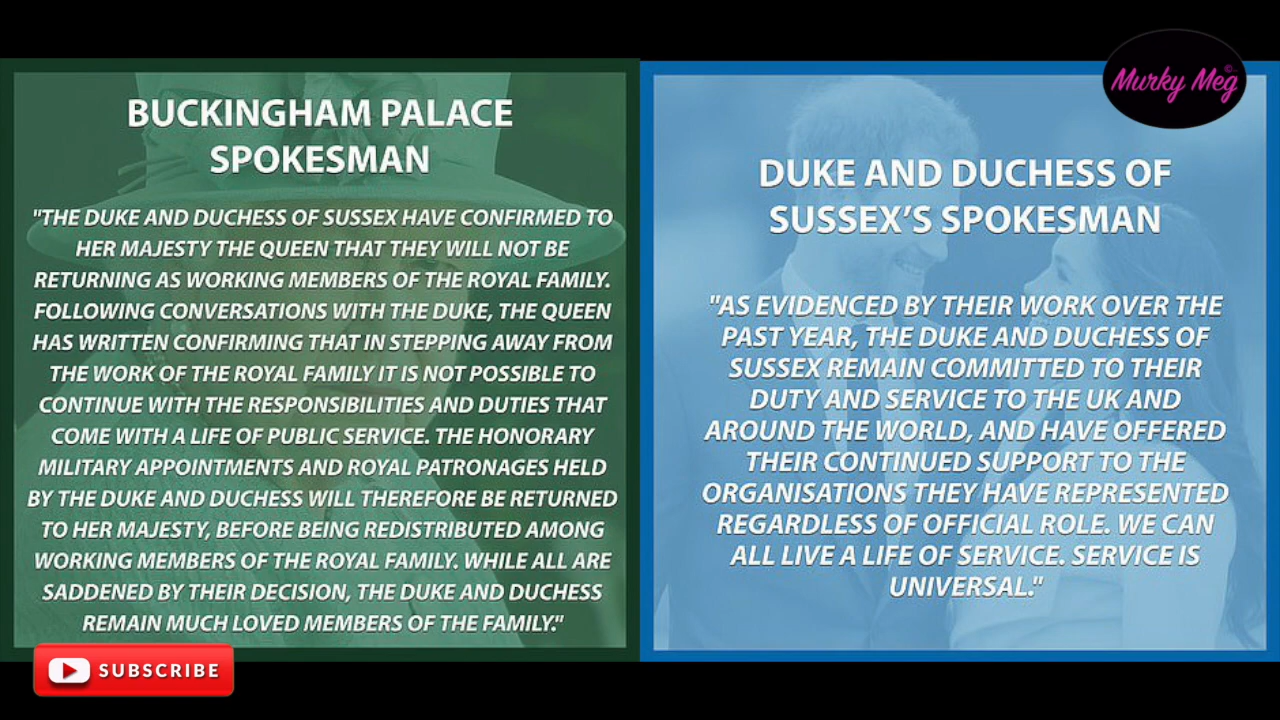 Murky Meg
©
BUCKINGHAM PALACE
SPOKESMAN
"THE DUKE AND DUCHESS OF SUSSEX HAVE CONFIRMED TO
HER MAJESTY THE QUEEN THAT THEY WILL NOT BE
RETURNING AS WORKING MEMBERS OF THE ROYAL FAMILY.
FOLLOWING CONVERSATIONS WITH THE DUKE, THE QUEEN
HAS WRITTEN CONFIRMING THAT IN STEPPING AWAY FROM
THE WORK OF THE ROYAL FAMILY IT IS NOT POSSIBLE TO
CONTINUE WITH THE RESPONSIBILITIES AND DUTIES THAT
COME WITH A LIFE OF PUBLIC SERVICE. THE HONORARY
MILITARY APPOINTMENTS AND ROYAL PATRONAGES HELD
BY THE DUKE AND DUCHESS WILL THEREFORE BE RETURNED
TO HER MAJESTY, BEFORE BEING REDISTRIBUTED AMONG
WORKING MEMBERS OF THE ROYAL FAMILY. WHILE ALL ARE
SADDENED BY THEIR DECISION, THE DUKE AND DUCHESS
REMAIN MUCH LOVED MEMBERS OF THE FAMILY."
DUKE AND DUCHESS OF
SUSSEX'S SPOKESMAN
"AS EVIDENCED BY THEIR WORK OVER THE
PAST YEAR, THE DUKE AND DUCHESS OF
SUSSEX REMAIN COMMITTED TO THEIR
DUTY AND SERVICE TO THE UK AND
AROUND THE WORLD, AND HAVE OFFERED
THEIR CONTINUED SUPPORT TO THE
ORGANISATIONS THEY HAVE REPRESENTED
REGARDLESS OF OFFICIAL ROLE. WE CAN
ALL LIVE A LIFE OF SERVICE. SERVICE IS
UNIVERSAL."
SUBSCRIBE